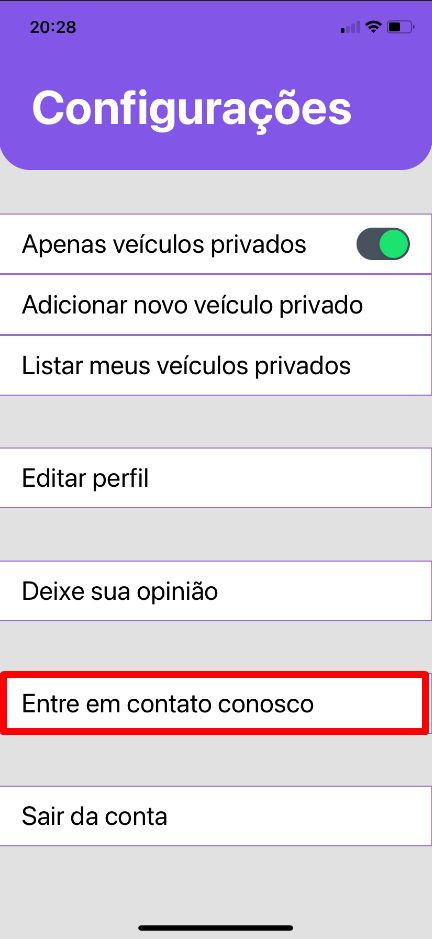 20:28
Configurações
Apenas veículos privados
Adicionar novo veículo privado
Listar meus veículos privados
Editar perfil
Deixe sua opinião
Entre em contato conosco
Sair da conta